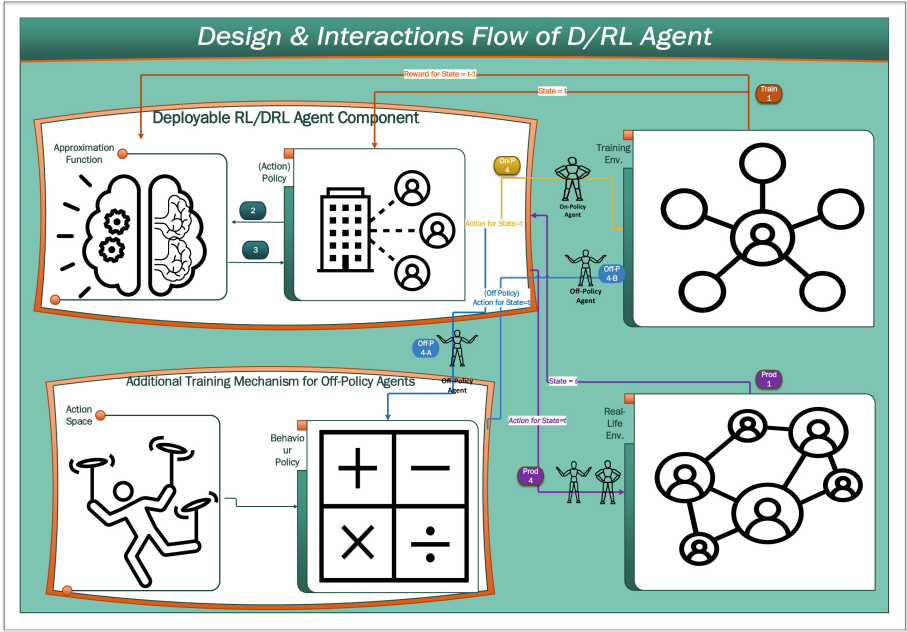 Design & Interactions Flow of D/RL Agent
Reward for State = t-1
State = t
Train
1
Deployable RL/DRL Agent Component
Approximation
Function
(Action)
Policy
2
3
On-P
4
Action for State=t
On-Policy
Agent
Training
Env.
Off-P
4-B
Off-Policy
Agent
(Off Policy)
Action for State=t
Off-P
4-A
Off-Policy
Agent
Additional Training Mechanism for Off-Policy Agents
Action
Space
Behavio
ur
Policy
State = t
Prod
1
Action for State=t
Prod
4
Real-
Life
Env.